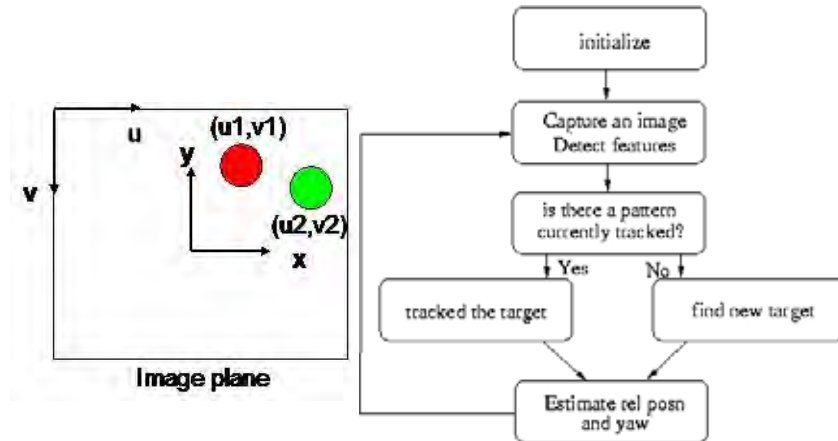 u
v
(u1,v1)
y
(u2,v2)
x
Image plane
initialize
Capture an image
Detect features
is there a pattern
currently tracked?
Yes
No
tracked the target
find new target
Estimate rel posn
and yaw